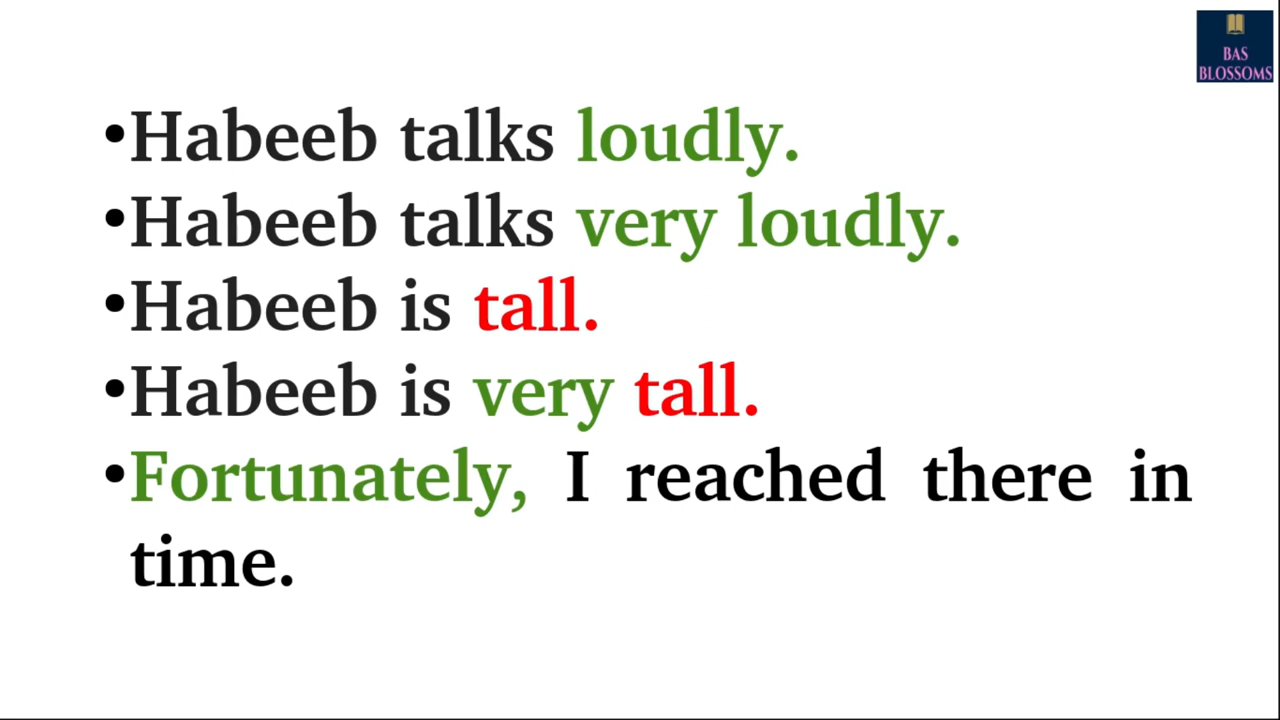 BAS
BLOSSOMS
•Habeeb talks loudly.
•Habeeb talks very loudly.
•Habeeb is tall.
•Habeeb is very tall.
•Fortunately, I reached there in
time.